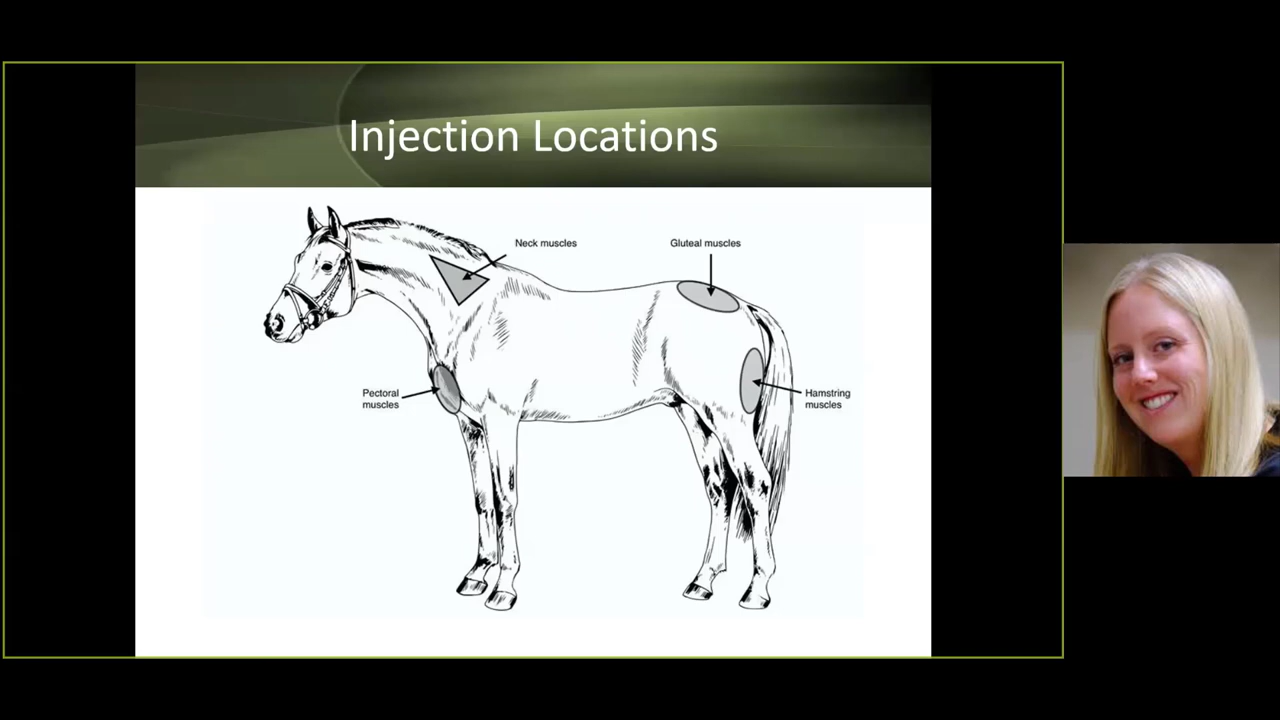 Injection Locations
Neck muscles
Gluteal muscles
Pectoral
muscles
Hamstring
muscles